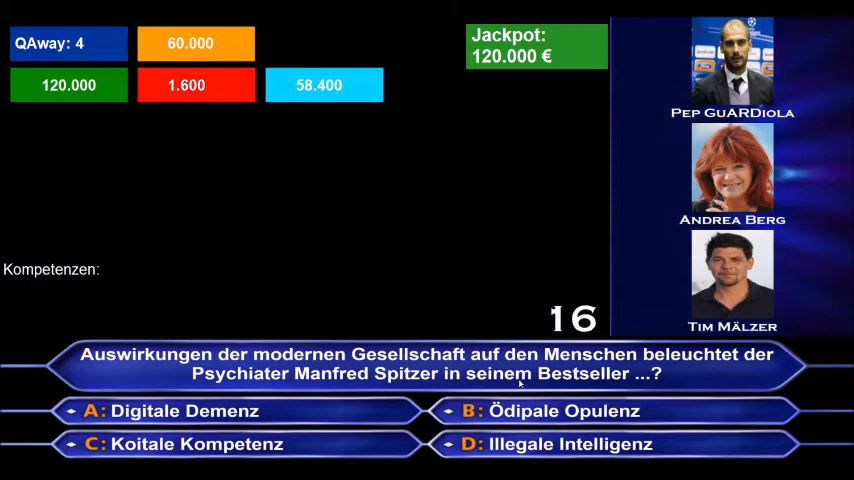 QAway: 4
60.000
Jackpot:
120.000 €
120.000
1.600
58.400
PEP GUARDIOLA
ANDREA BERG
TIM MÄLZER
Kompetenzen:
16
Auswirkungen der modernen Gesellschaft auf den Menschen beleuchtet der
Psychiater Manfred Spitzer in seinem Bestseller ...?
A: Digitale Demenz
B: Ödipale Opulenz
C: Koitale Kompetenz
D: Illegale Intelligenz